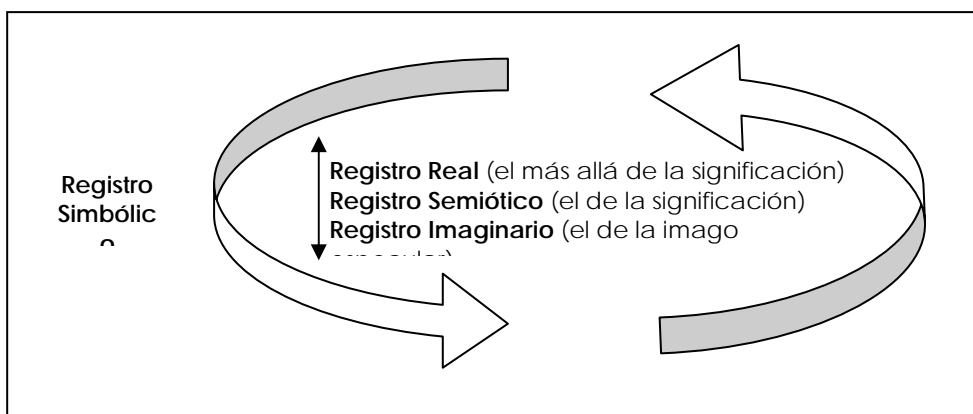 Registro
Simbólic
Registro Real (el más allá de la significación)
Registro Semiótico (el de la significación)
Registro Imaginario (el de la imago